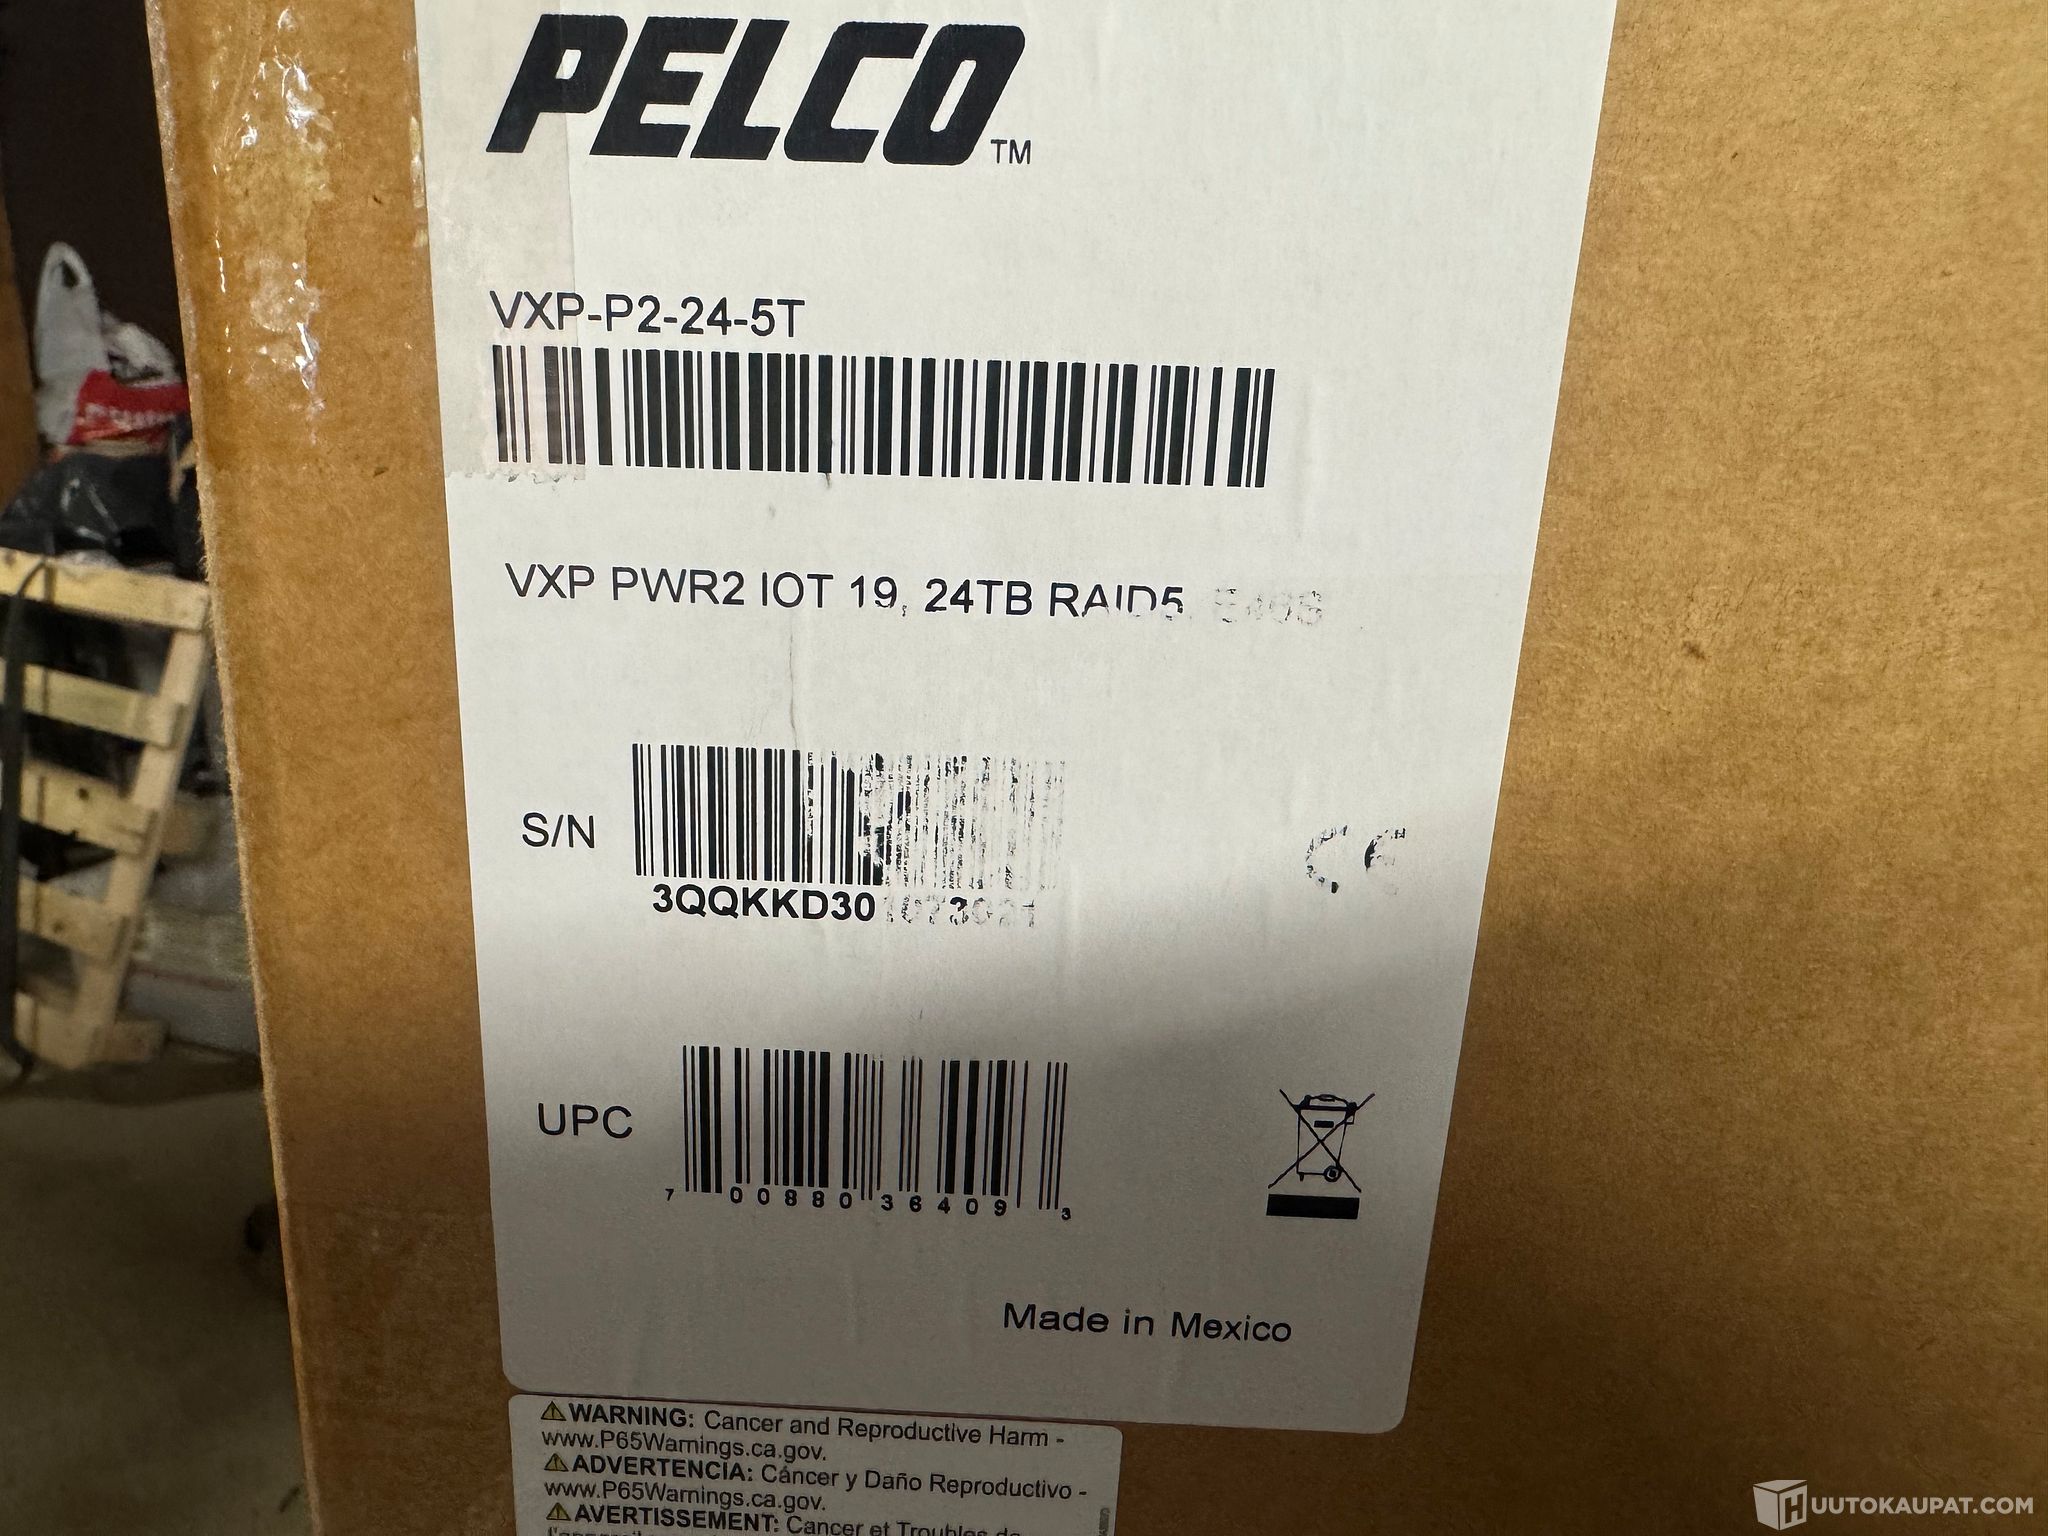 PELCO™
VXP-P2-24-5T
VXP PWR2 IOT 19, 24TB RAID5,
S/N
3QQKKD30
UPC
7 00880 36409 3
Made in Mexico
⚠WARNING: Cancer and Reproductive Harm -
www.P65Warnings.ca.gov.
⚠ADVERTENCIA: Cáncer y Daño Reproductivo -
www.P65Warnings.ca.gov.
⚠AVERTISSEMENT: Cancer et Troubles de
HUUTOKAUPAT.COM